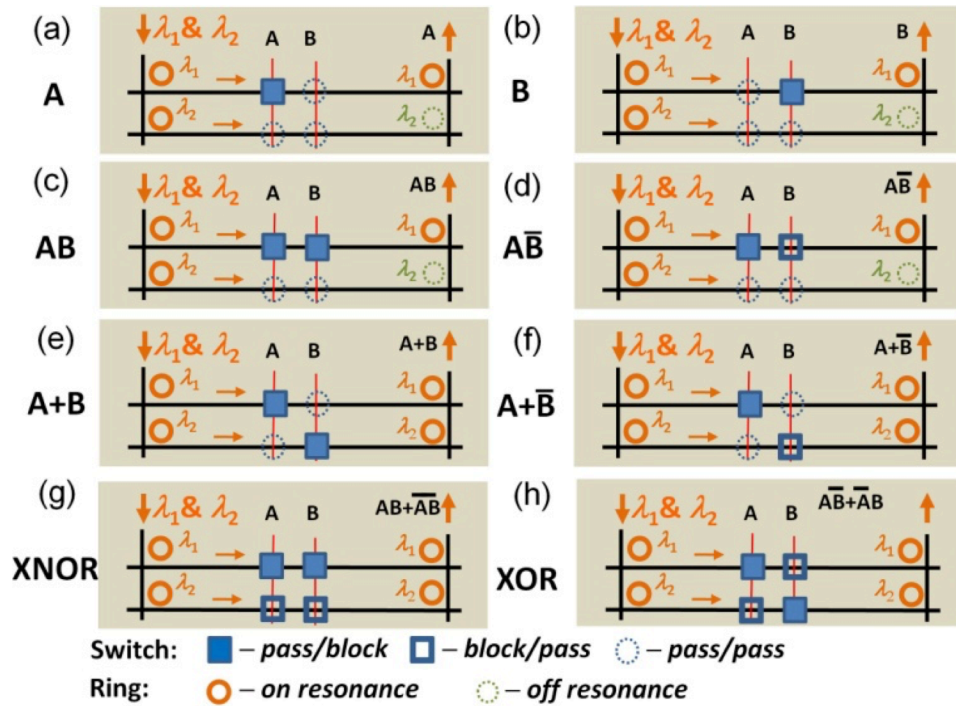 (a)
λ1& λ2
A
B
A
A
λ1
λ1
λ2
λ2
(b)
λ1& λ2
A
B
B
B
λ1
λ1
λ2
λ2
(c)
λ1& λ2
A
B
AB
AB
λ1
λ1
λ2
λ2
(d)
λ1& λ2
A
B
AB̅
AB̅
λ1
λ1
λ2
λ2
(e)
λ1& λ2
A
B
A+B
A+B
λ1
λ1
λ2
λ2
(f)
λ1& λ2
A
B
A+B̅
A+B̅
λ1
λ1
λ2
λ2
(g)
λ1& λ2
A
B
AB+A̅B̅
XNOR
λ1
λ1
λ2
λ2
(h)
λ1& λ2
A
B
AB̅+A̅B
XOR
λ1
λ1
λ2
λ2
Switch: – pass/block – block/pass – pass/pass
Ring: – on resonance – off resonance